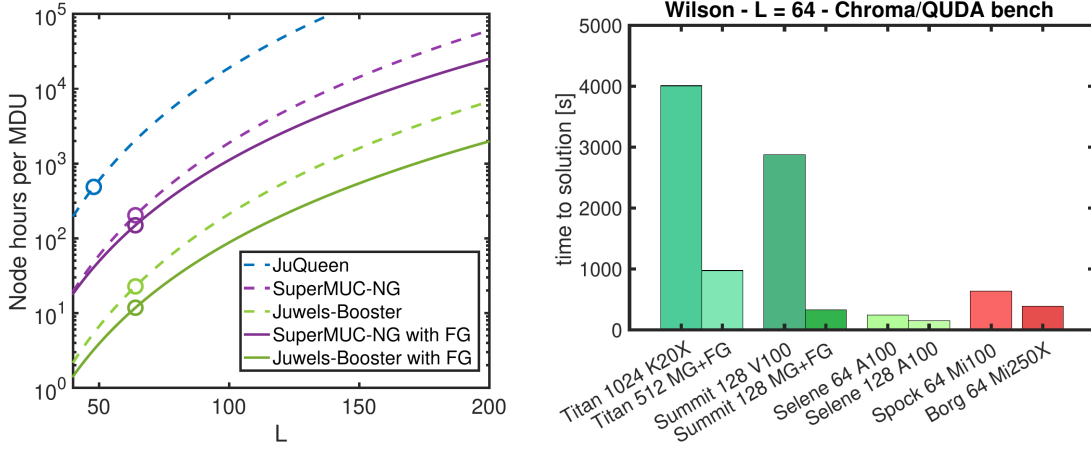 10^5
10^4
10^3
10^2
10^1
10^0
Node hours per MDU
50
100
150
200
L
JuQueen
SuperMUC-NG
Juwels-Booster
SuperMUC-NG with FG
Juwels-Booster with FG
Wilson - L = 64 - Chroma/QUDA bench
5000
4000
3000
2000
1000
0
time to solution [s]
Titan 1024 K20X
Titan 512 MG+FG
Summit 128 V100
Summit 128 MG+FG
Selene 64 A100
Selene 128 A100
Spock 64 Mi100
Borg 64 Mi250X